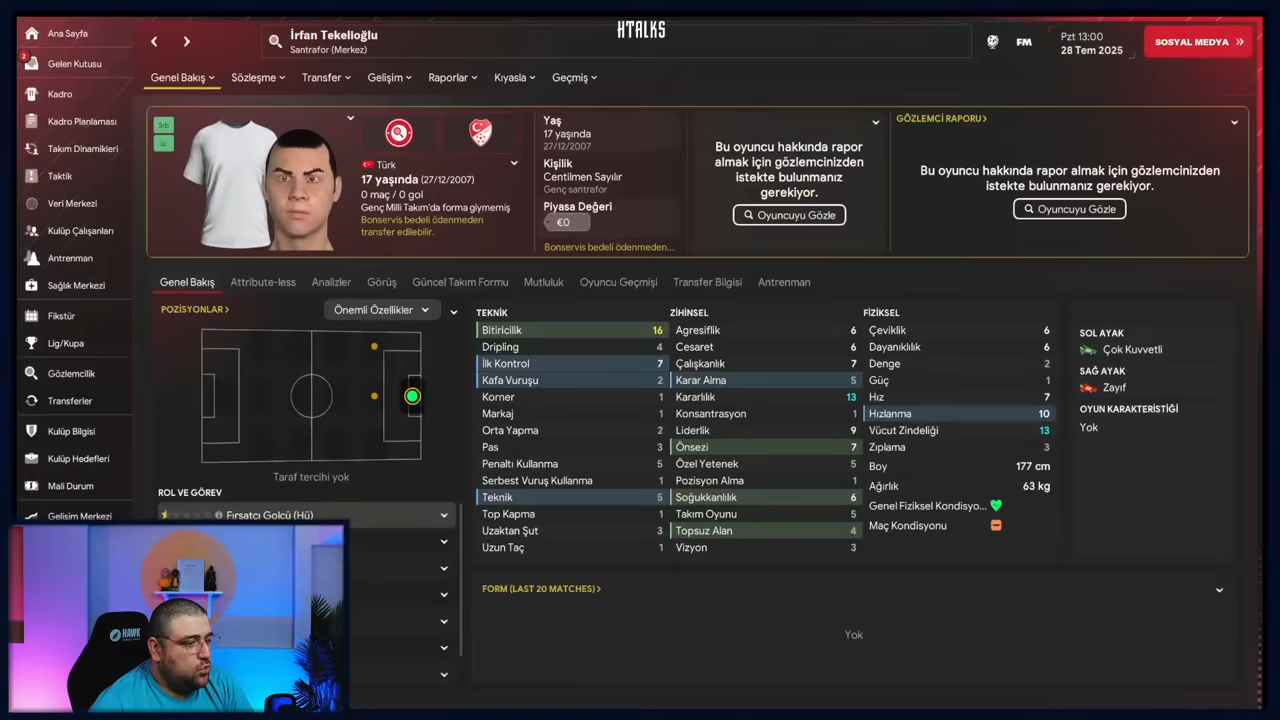 HTALKS
Ana Sayfa
2
Gelen Kutusu
Kadro
Kadro Planlaması
Takım Dinamikleri
Taktik
Veri Merkezi
Kulüp Çalışanları
Antrenman
Sağlık Merkezi
Fikstür
Lig/Kupa
Gözlemcilik
Transferler
Kulüp Bilgisi
Kulüp Hedefleri
Mali Durum
Gelişim Merkezi
İrfan Tekelloğlu
Santrafor (Merkez)
FM
Pzt 13:00
28 Tem 2025
SOSYAL MEDYA
Genel Bakış
Sözleşme
Transfer
Gelişim
Raporlar
Kıyasla
Geçmiş
Srb
İzl
Türk
17 yaşında (27/12/2007)
0 maç / 0 gol
Genç Milli Takım'da forma giymemiş
Bonservis bedeli ödenmeden
transfer edilebilir.
Yaş
17 yaşında
27/12/2007
Kişilik
Centilmen Sayılır
Genç santrafor
Piyasa Değeri
€0
Bonservis bedeli ödenmeden...
Bu oyuncu hakkında rapor
almak için gözlemcinizden
istekte bulunmanız
gerekiyor.
Oyuncuyu Gözle
GÖZLEMCİ RAPORU
Bu oyuncu hakkında rapor almak için gözlemcinizden
istekte bulunmanız gerekiyor.
Oyuncuyu Gözle
Genel Bakış
Attribute-less
Analizler
Görüş
Güncel Takım Formu
Mutluluk
Oyuncu Geçmişi
Transfer Bilgisi
Antrenman
POZİSYONLAR
Önemli Özellikler
Taraf tercihi yok
ROL VE GÖREV
Fırsatçı Golcü (Hü)
TEKNİK
Bitiricilik 16
Dripling 4
İlk Kontrol 7
Kafa Vuruşu 2
Korner 1
Markaj 1
Orta Yapma 2
Pas 3
Penaltı Kullanma 5
Serbest Vuruş Kullanma 1
Teknik 5
Top Kapma 1
Uzaktan Şut 3
Uzun Taç 1
ZİHİNSEL
Agresiflik 6
Cesaret 6
Çalışkanlık 7
Karar Alma 5
Kararlılık 13
Konsantrasyon 1
Liderlik 9
Önsezi 7
Özel Yetenek 5
Pozisyon Alma 1
Soğukkanlılık 6
Takım Oyunu 5
Topsuz Alan 4
Vizyon 3
FİZİKSEL
Çeviklik 6
Dayanıklılık 6
Denge 2
Güç 1
Hız 7
Hızlanma 10
Vücut Zindeliği 13
Zıplama 3
Boy 177 cm
Ağırlık 63 kg
Genel Fiziksel Kondisyo...
Maç Kondisyonu
SOL AYAK
Çok Kuvvetli
SAĞ AYAK
Zayıf
OYUN KARAKTERİSTİĞİ
Yok
FORM (LAST 20 MATCHES)
Yok
HAWK